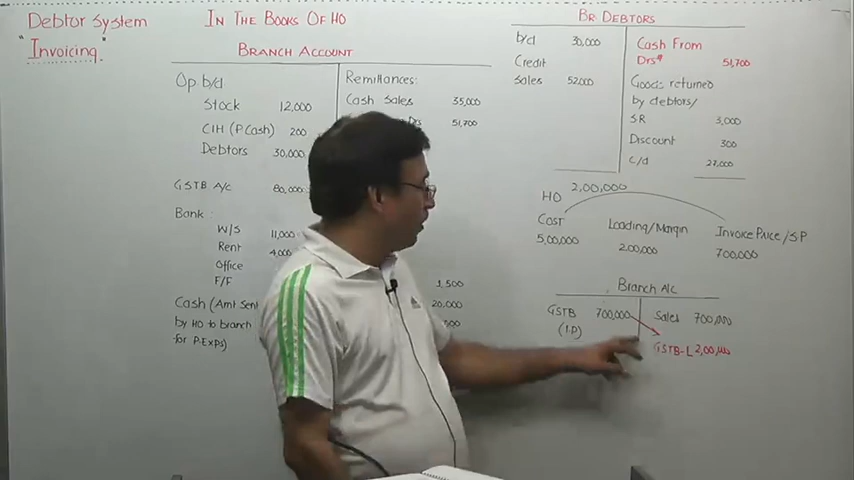 Debtor System
"Invoicing"
IN THE BOOKS OF HO
BRANCH ACCOUNT
Op b/d
Stock 12,000
CIH (P.Cash) 200
Debtors 30,000
GSTB A/c 80,000
Bank:
W/S 11,000
Rent 4,000
Office
F/F
Cash (Amt Sent
by HO to branch
for P.Exps)
Remittances:
Cash Sales 35,000
Drs 51,700
1,500
20,000
BR DEBTORS
b/d 30,000
Credit
Sales 52,000
Cash From
Drs# 51,700
Goods returned
by debtors/
SR 3,000
Discount 300
c/d 27,000
2,00,000
HO
COST Loading/Margin Invoice Price/SP
5,00,000 2,00,000 700,000
Branch A/c
GSTB 700,000 Sales 700,000
(I.P)
GSTB-L 2,00,000